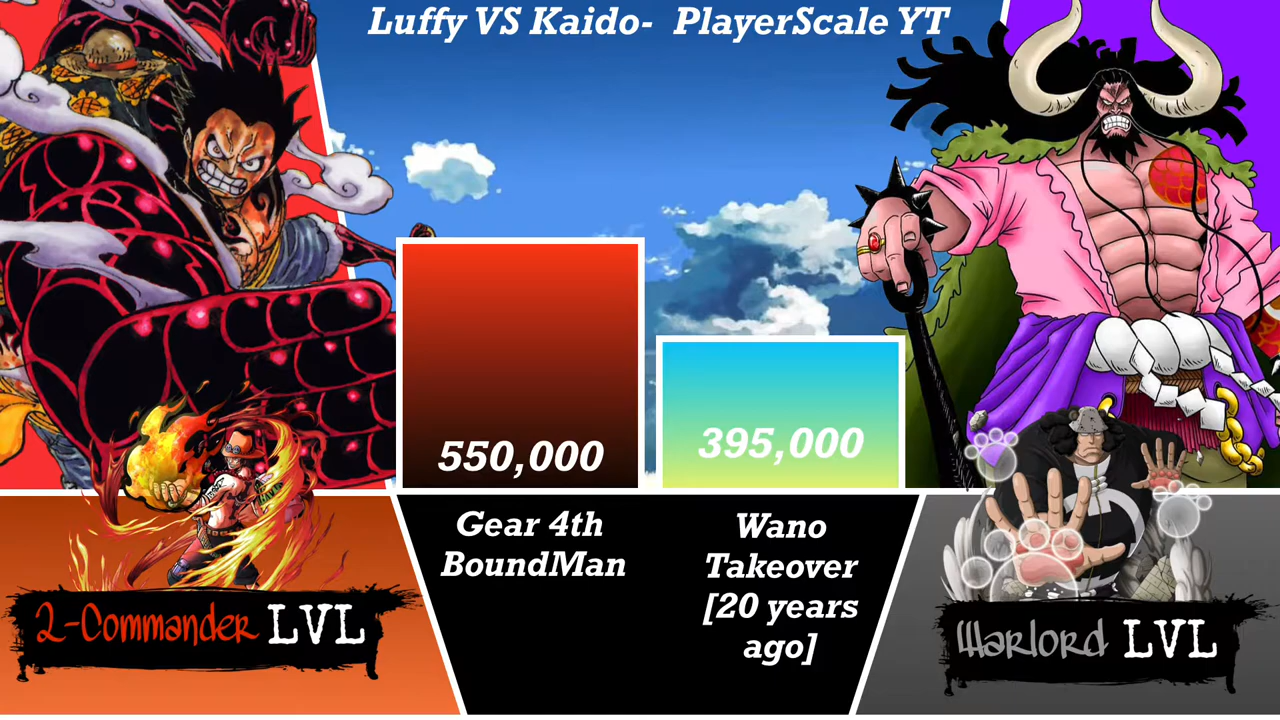 Luffy VS Kaido-  PlayerScale YT
550,000
395,000
Gear 4th
BoundMan
Wano
Takeover
[20 years
ago]
2-Commander LVL
Warlord LVL